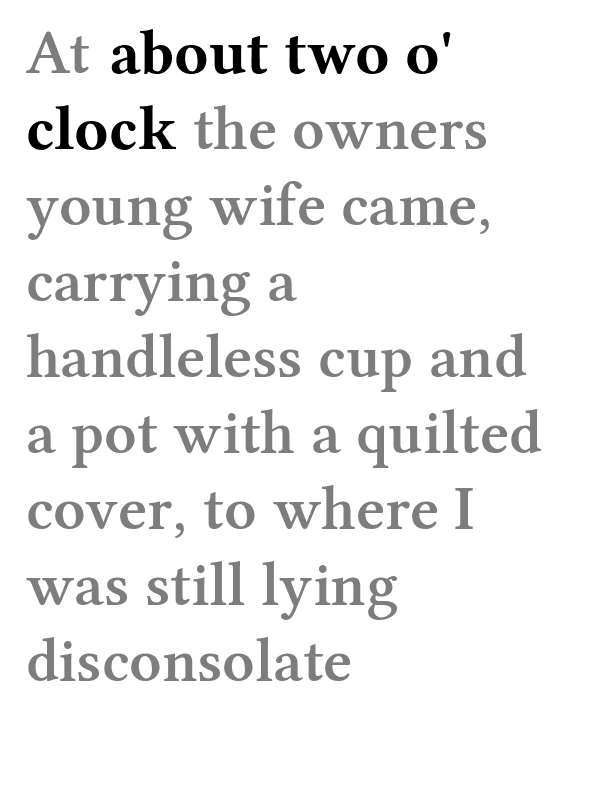 At about two o'
clock the owners
young wife came,
carrying a
handleless cup and
a pot with a quilted
cover, to where I
was still lying
disconsolate